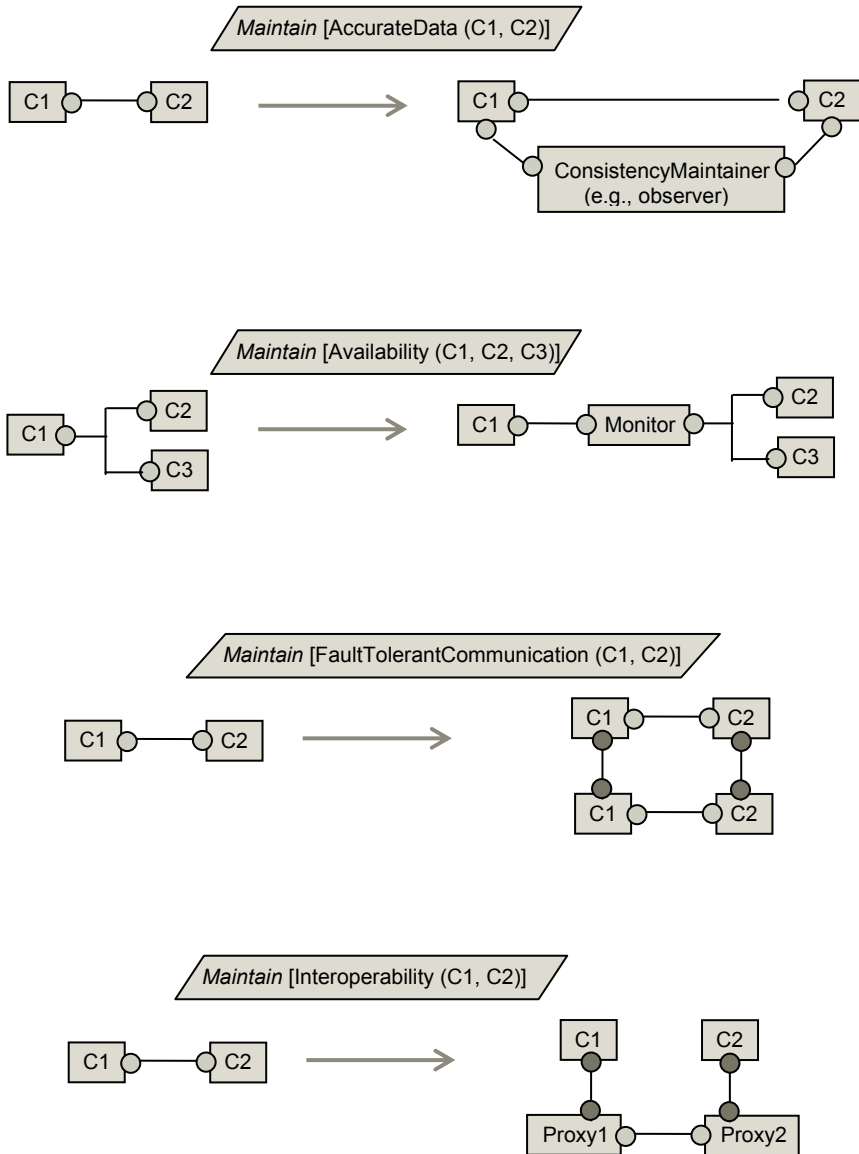 Maintain [AccurateData (C1, C2)]
C1
C2
C1
C2
ConsistencyMaintainer
(e.g., observer)
Maintain [Availability (C1, C2, C3)]
C1
C2
C3
C1
Monitor
C2
C3
Maintain [FaultTolerantCommunication (C1, C2)]
C1
C2
C1
C2
C1
C2
Maintain [Interoperability (C1, C2)]
C1
C2
C1
C2
Proxy1
Proxy2